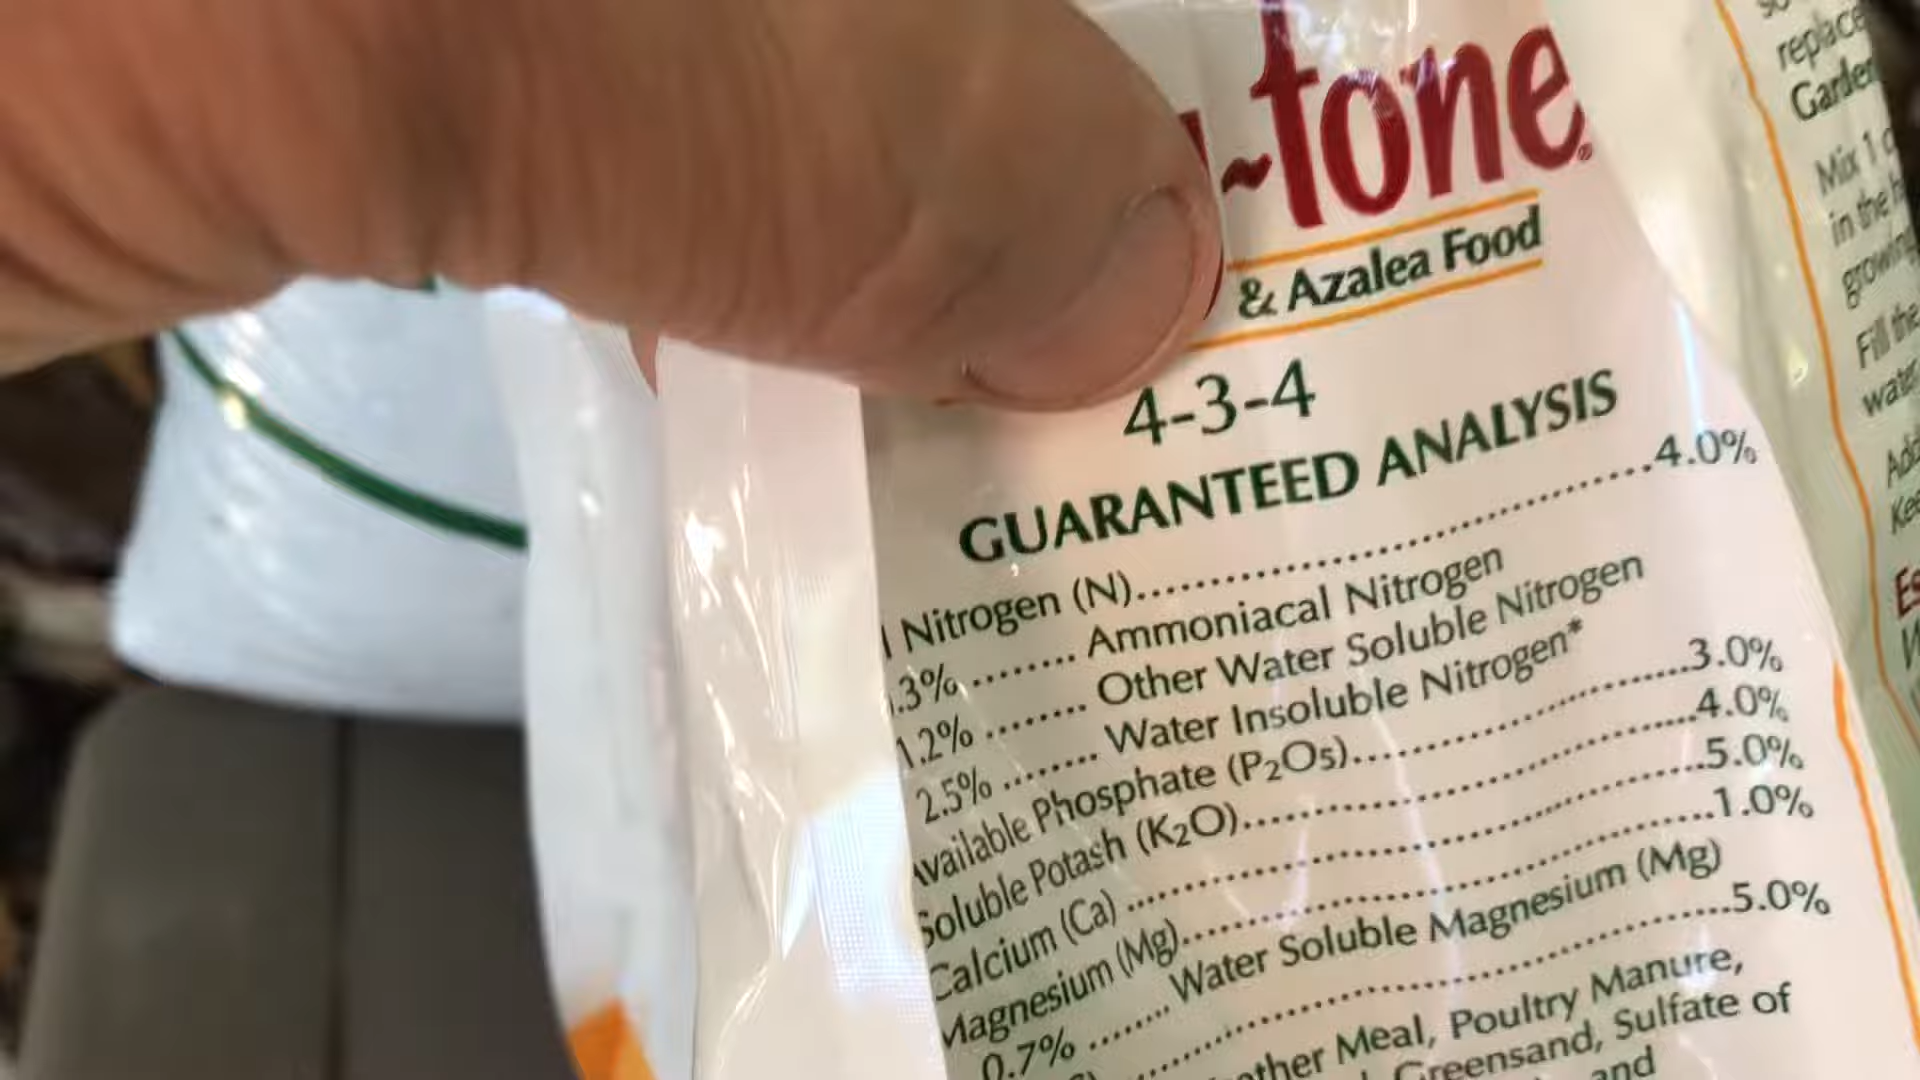 -tone®
& Azalea Food
4-3-4
GUARANTEED ANALYSIS
Nitrogen (N)..........4.0%
.3% ......... Ammoniacal Nitrogen
1.2% ........ Other Water Soluble Nitrogen
2.5% ........ Water Insoluble Nitrogen*
Available Phosphate (P2O5)..........3.0%
Soluble Potash (K2O)..........4.0%
Calcium (Ca) ..........5.0%
Magnesium (Mg)..........1.0%
0.7% ........ Water Soluble Magnesium (Mg)
..........5.0%
Meal, Poultry Manure,
Greensand, Sulfate of
and
replace
Garden
Mix 1
in the
growing
Fill the
water